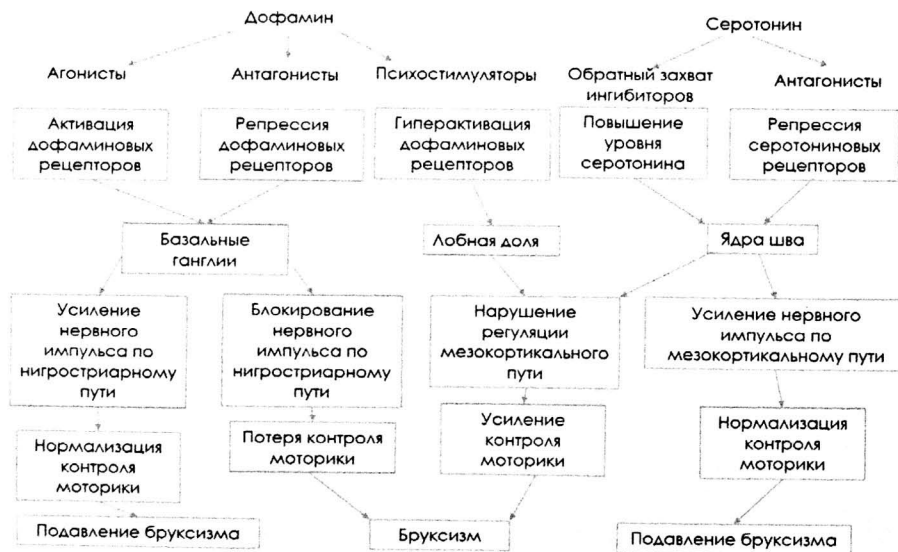 Дофамин
Серотонин
Агонисты
Антагонисты
Психостимуляторы
Обратный захват
ингибиторов
Антагонисты
Активация
дофаминовых
рецепторов
Репрессия
дофаминовых
рецепторов
Гиперактивация
дофаминовых
рецепторов
Повышение
уровня
серотонина
Репрессия
серотониновых
рецепторов
Базальные
ганглии
Лобная доля
Ядра шва
Усиление
нервного
импульса по
нигростриарному
пути
Блокирование
нервного
импульса по
нигростриарному
пути
Нарушение
регуляции
мезокортикального
пути
Усиление нервного
импульса по
мезокортикальному пути
Нормализация
контроля
моторики
Потеря контроля
моторики
Усиление
контроля
моторики
Нормализация
контроля
моторики
Подавление бруксизма
Бруксизм
Подавление бруксизма